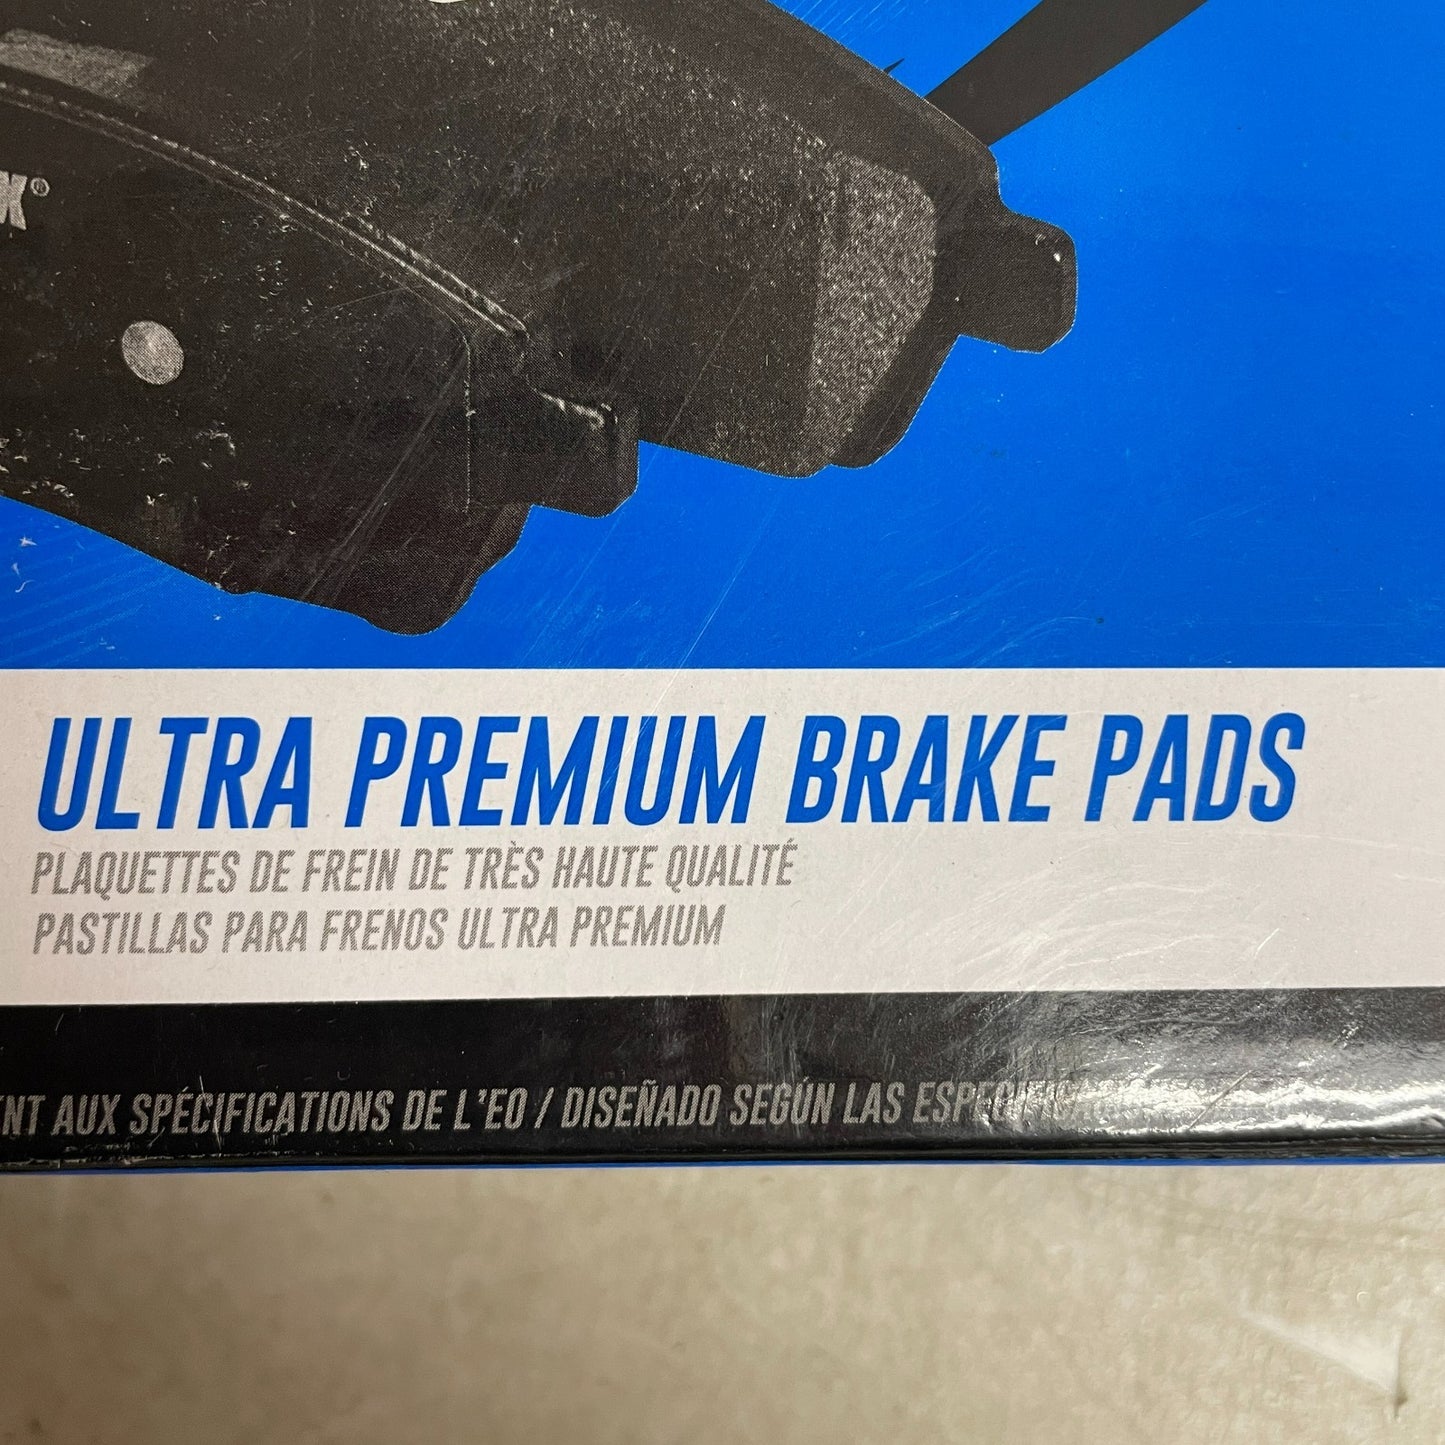 ULTRA PREMIUM BRAKE PADS
PLAQUETTES DE FREIN DE TRÈS HAUTE QUALITÉ
PASTILLAS PARA FRENOS ULTRA PREMIUM
AUX SPÉCIFICATIONS DE L'EO / DISEÑADO SEGÚN LAS